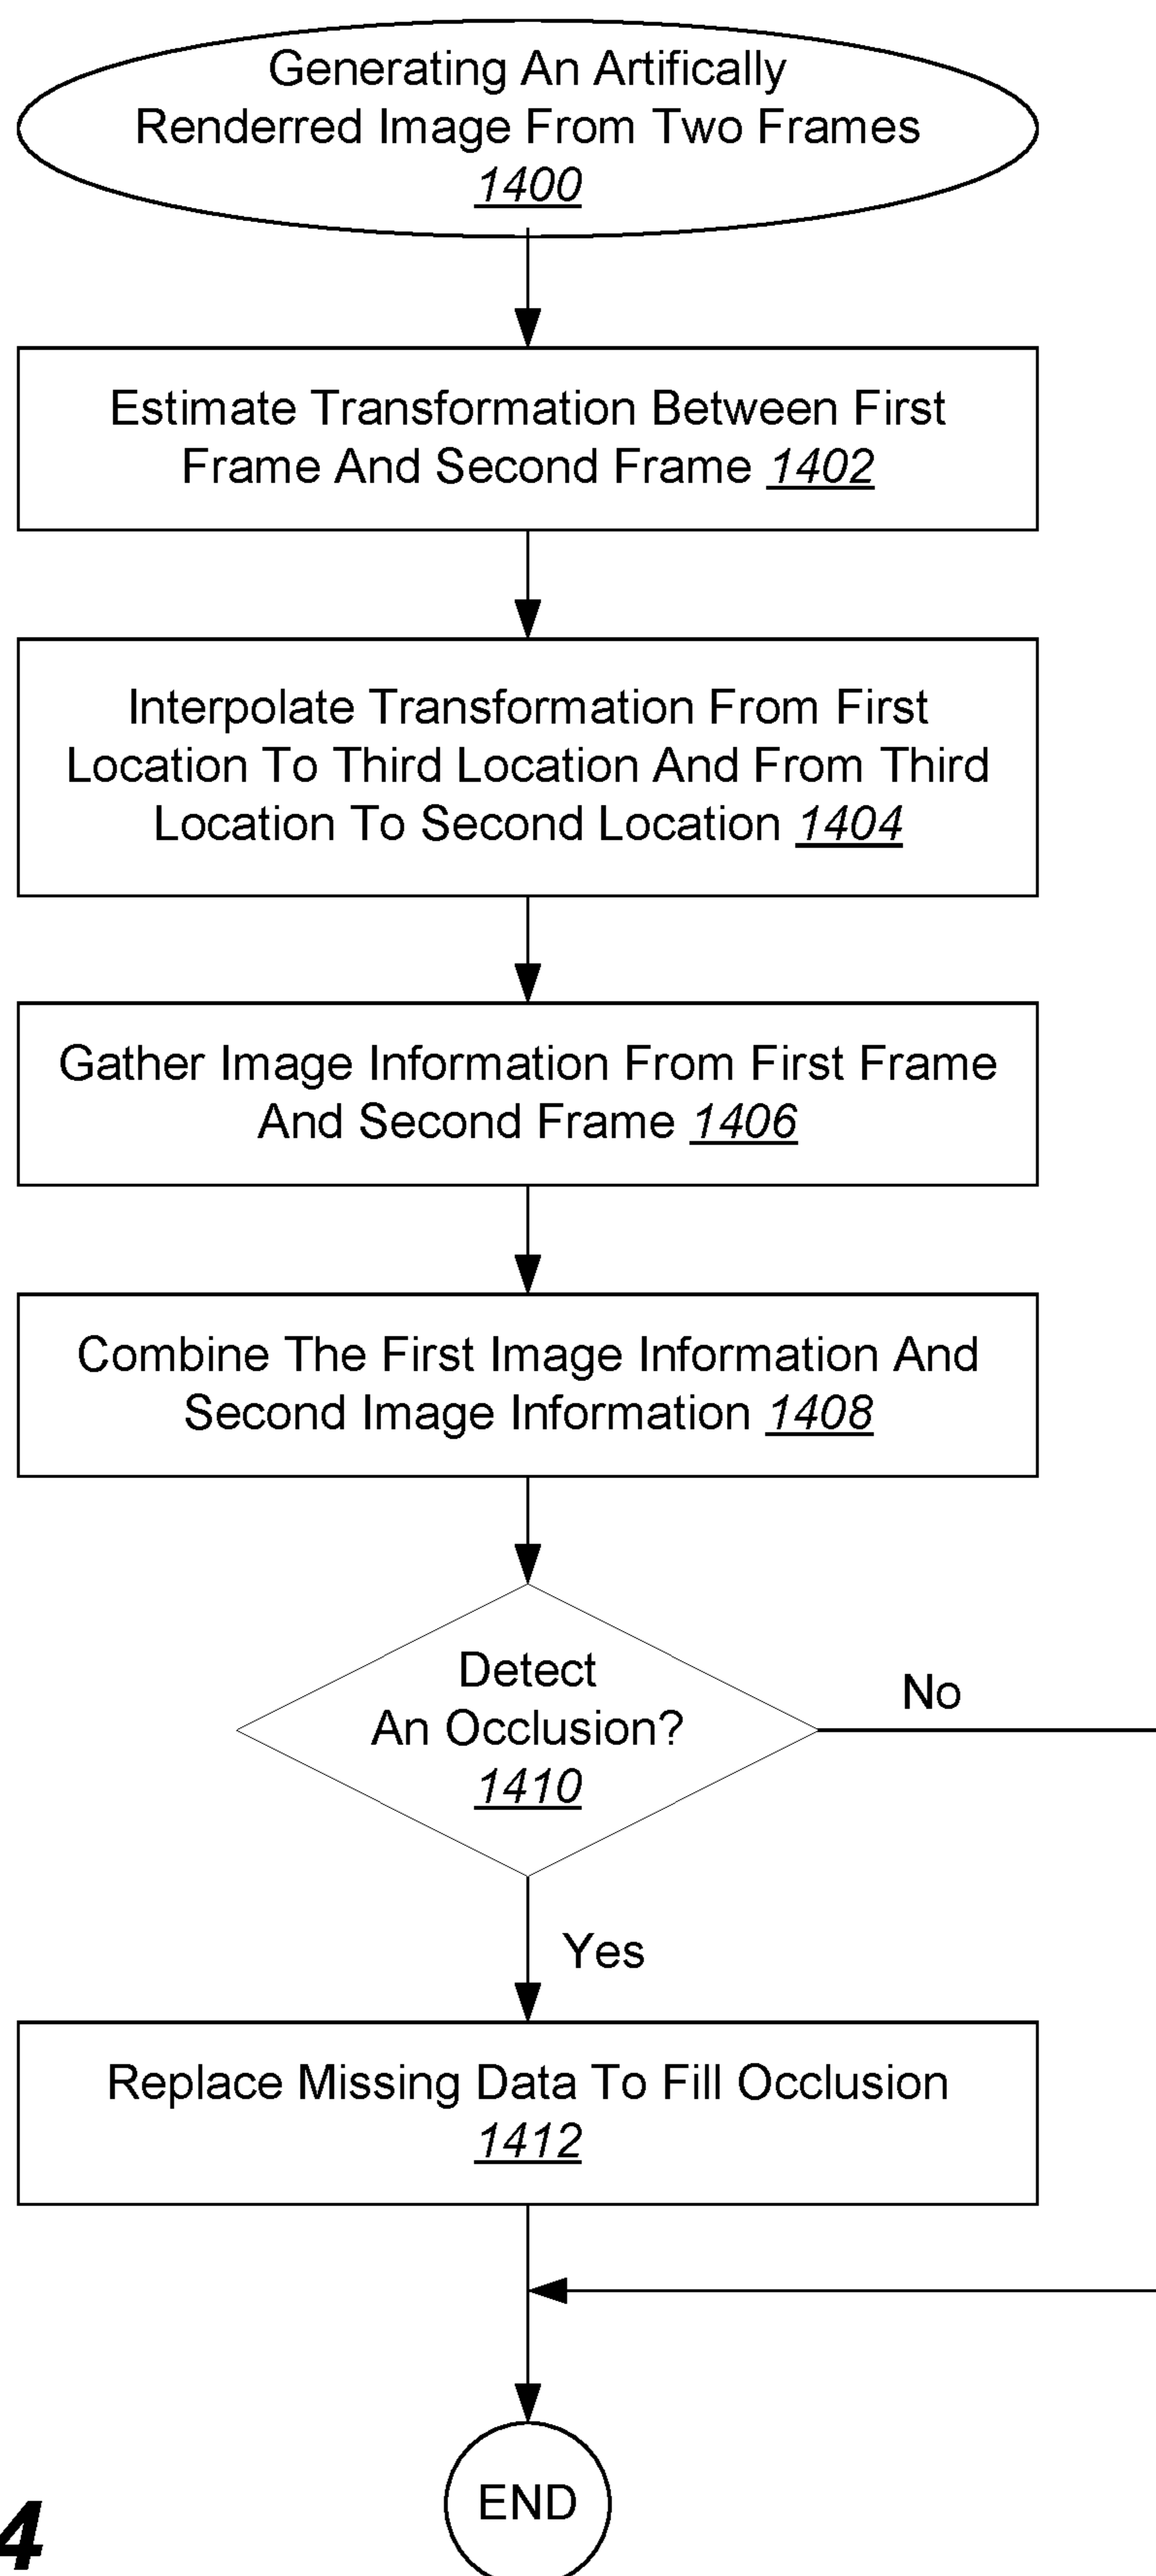 Generating An Artifically
Renderred Image From Two Frames
1400
Estimate Transformation Between First
Frame And Second Frame 1402
Interpolate Transformation From First
Location To Third Location And From Third
Location To Second Location 1404
Gather Image Information From First Frame
And Second Frame 1406
Combine The First Image Information And
Second Image Information 1408
Detect
An Occlusion?
1410
No
Yes
Replace Missing Data To Fill Occlusion
1412
END
4